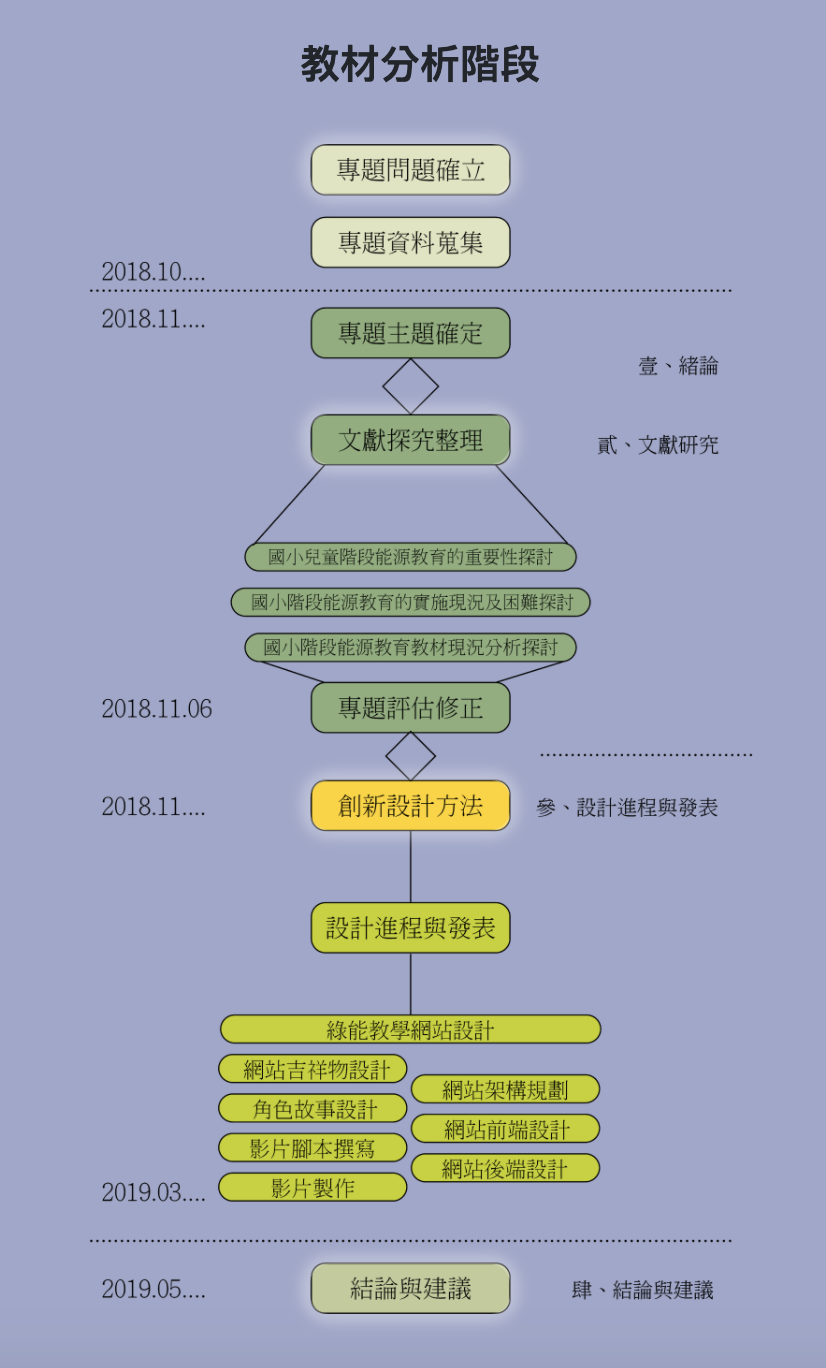 教材分析階段
專題問題確立
專題資料蒐集
2018.10....
2018.11....
專題主題確定
壹、緒論
文獻探究整理
貳、文獻研究
國小兒童階段能源教育的重要性探討
國小階段能源教育的實施現況及困難探討
國小階段能源教育教材現況分析探討
2018.11.06
專題評估修正
2018.11....
創新設計方法
參、設計進程與發表
設計進程與發表
綠能教學網站設計
網站吉祥物設計
網站架構規劃
角色故事設計
網站前端設計
影片腳本撰寫
網站後端設計
影片製作
2019.03....
2019.05....
結論與建議
肆、結論與建議